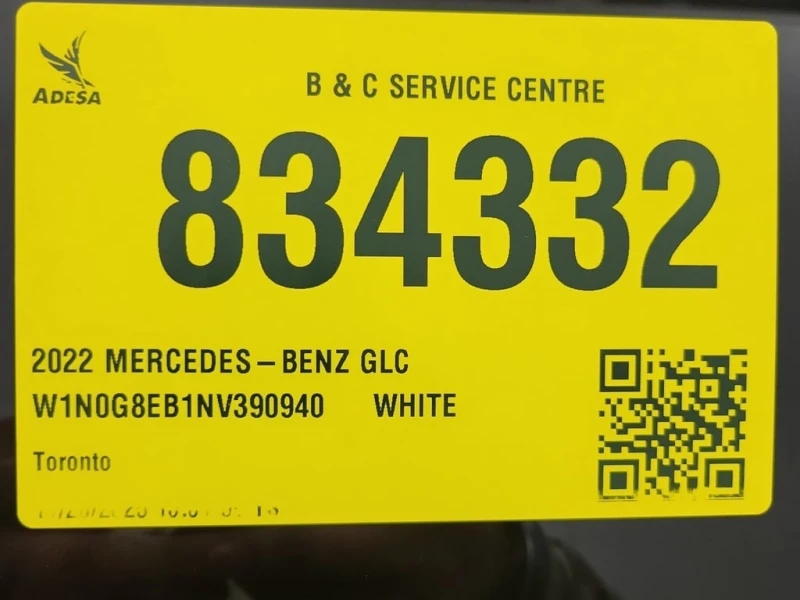 ADESA
B & C SERVICE CENTRE
834332
2022 MERCEDES-BENZ GLC
W1N0G8EB1NV390940 WHITE
Toronto